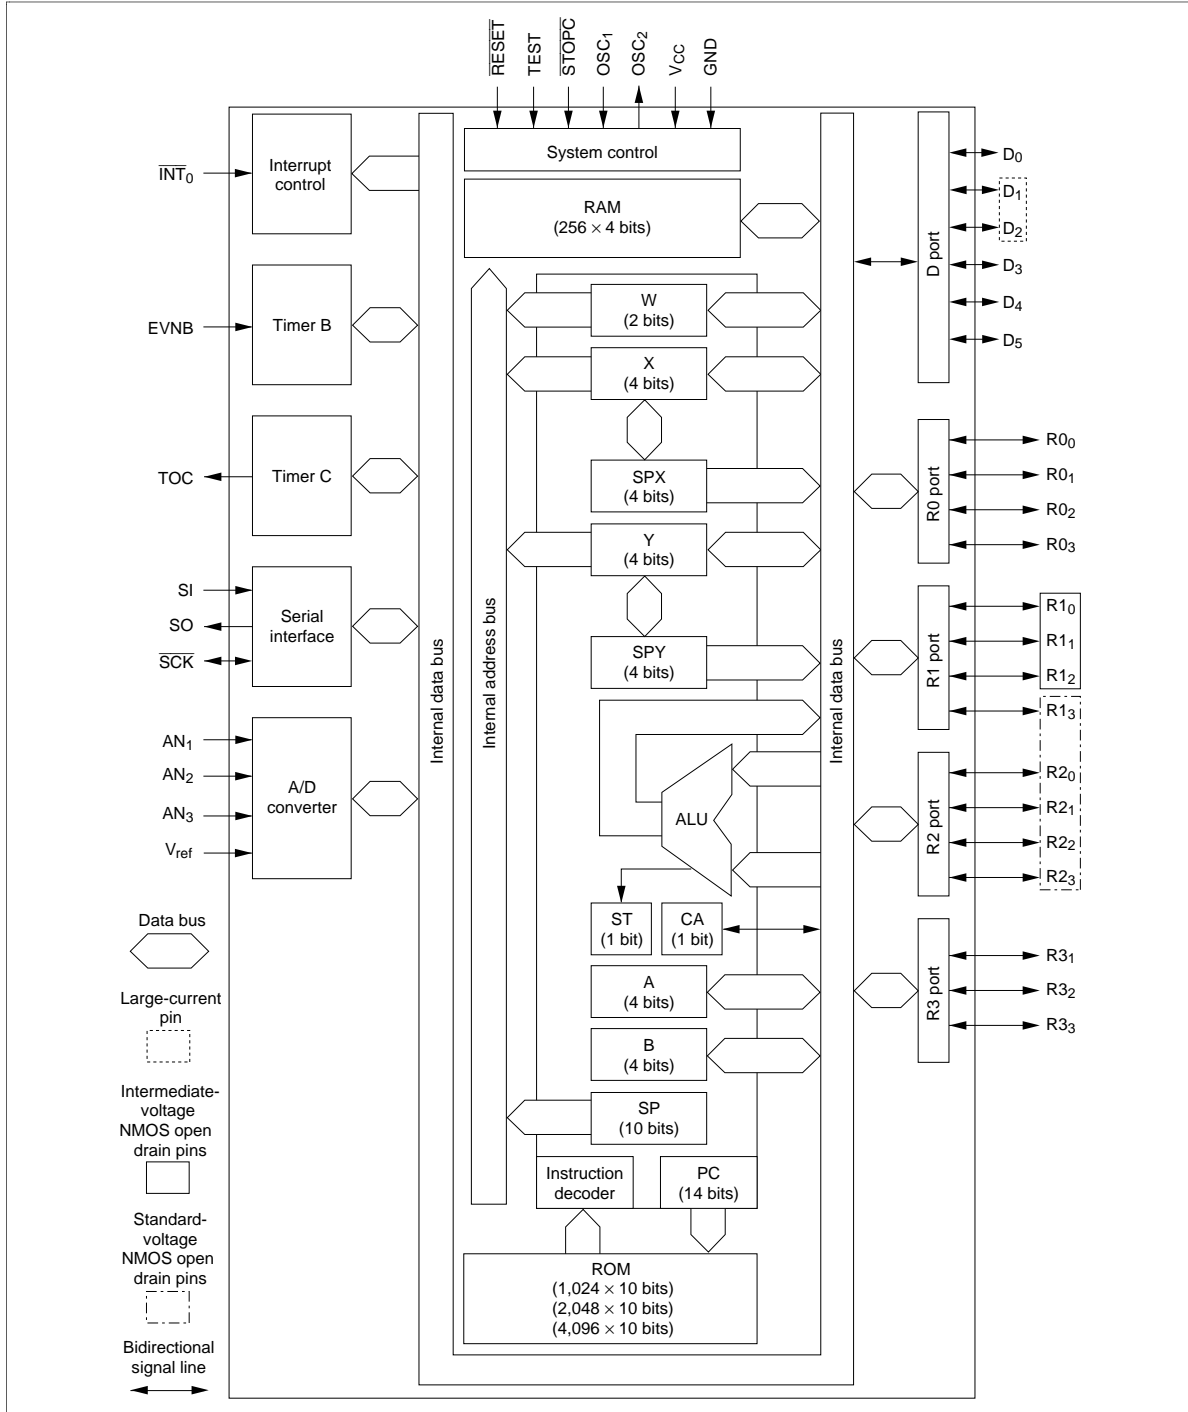 RESET
TEST
STOPC
OSC1
OSC2
VCC
GND
System control
RAM
(256 × 4 bits)
INT0
Interrupt
control
EVNB
Timer B
TOC
Timer C
SI
SO
SCK
Serial
interface
AN1
AN2
AN3
Vref
A/D
converter
Internal data bus
Internal address bus
W
(2 bits)
X
(4 bits)
SPX
(4 bits)
Y
(4 bits)
SPY
(4 bits)
ALU
ST
(1 bit)
CA
(1 bit)
A
(4 bits)
B
(4 bits)
SP
(10 bits)
Instruction
decoder
PC
(14 bits)
ROM
(1,024 × 10 bits)
(2,048 × 10 bits)
(4,096 × 10 bits)
Internal data bus
D port
D0
D1
D2
D3
D4
D5
R0 port
R00
R01
R02
R03
R1 port
R10
R11
R12
R13
R2 port
R20
R21
R22
R23
R3 port
R31
R32
R33
Data bus
Large-current
pin
Intermediate-
voltage
NMOS open
drain pins
Standard-
voltage
NMOS open
drain pins
Bidirectional
signal line